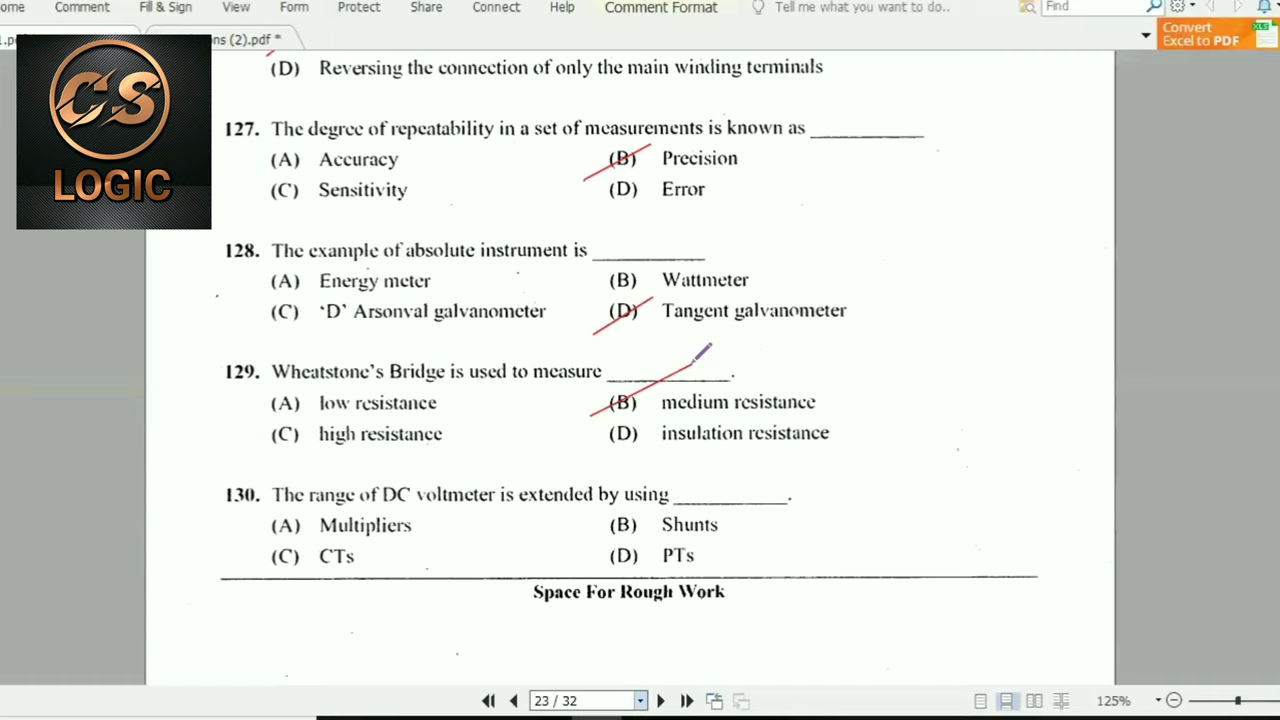 ome Comment Fill & Sign View Form Protect Share Connect Help Comment Format Tell me what you want to do.. Find
1.p ons (2).pdf * Convert
Excel to PDF XLS
CS
LOGIC
(D) Reversing the connection of only the main winding terminals
127. The degree of repeatability in a set of measurements is known as ____________
(A) Accuracy (B) Precision
(C) Sensitivity (D) Error
128. The example of absolute instrument is ____________
(A) Energy meter (B) Wattmeter
(C) ‘D’ Arsonval galvanometer (D) Tangent galvanometer
129. Wheatstone’s Bridge is used to measure ____________.
(A) low resistance (B) medium resistance
(C) high resistance (D) insulation resistance
130. The range of DC voltmeter is extended by using ____________.
(A) Multipliers (B) Shunts
(C) CTs (D) PTs
Space For Rough Work
23 / 32 125%